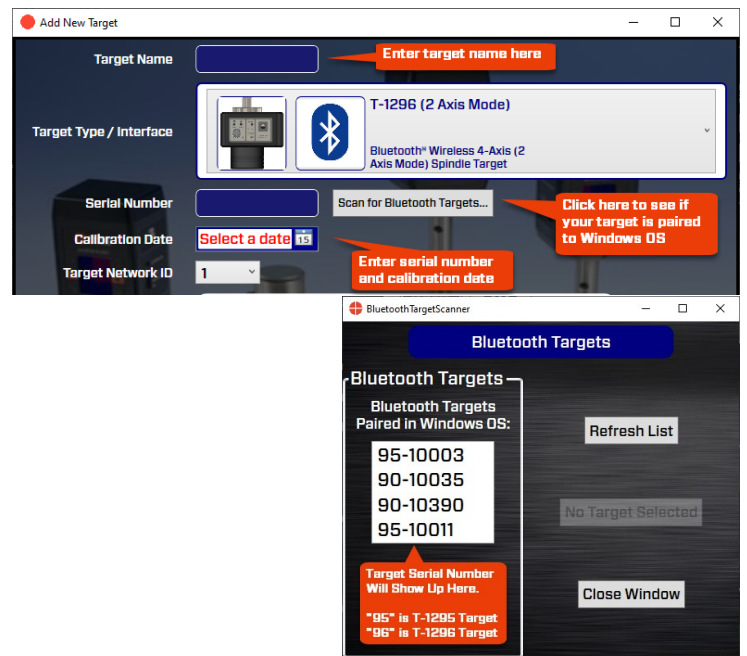 Add New Target
Target Name
Enter target name here
Target Type / Interface
T-1296 (2 Axis Mode)
Bluetooth® Wireless 4-Axis (2
Axis Mode) Spindle Target
Serial Number
Scan for Bluetooth Targets...
Click here to see if
your target is paired
to Windows OS
Calibration Date
Select a date
15
Enter serial number
and calibration date
Target Network ID
1
BluetoothTargetScanner
Bluetooth Targets
Bluetooth Targets
Bluetooth Targets
Paired in Windows OS:
95-10003
90-10035
90-10390
95-10011
Refresh List
No Target Selected
Close Window
Target Serial Number
Will Show Up Here.
"95" is T-1295 Target
"96" is T-1296 Target